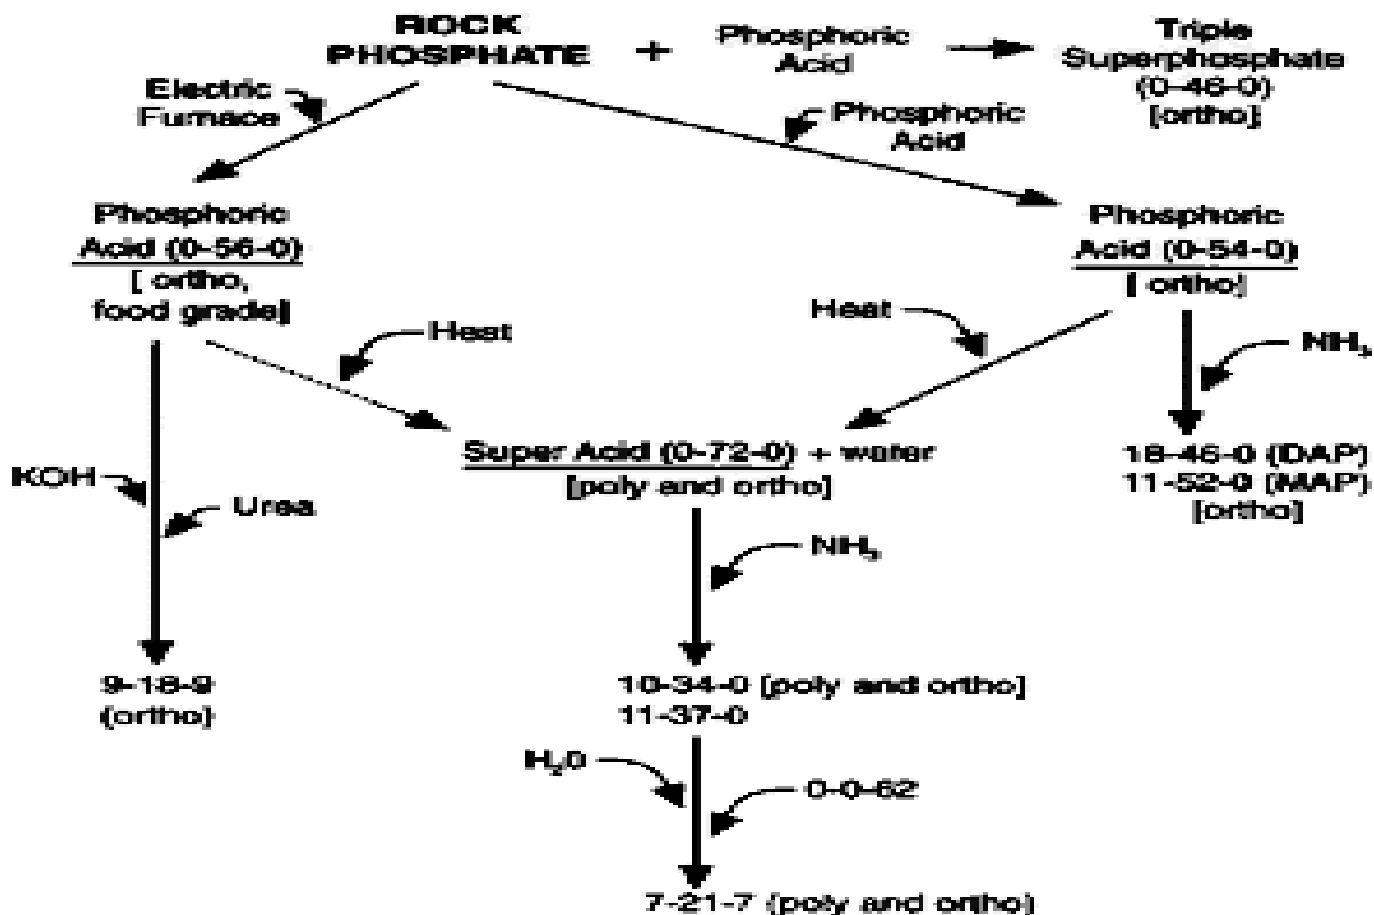 ROCK
PHOSPHATE
+
Phosphoric
Acid
Triple
Superphosphate
(0-46-0)
[ortho]
Electric
Furnace
Phosphoric
Acid
Phosphoric
Acid (0-56-0)
[ ortho,
food grade]
Phosphoric
Acid (0-54-0)
[ ortho]
Heat
Heat
NH₃
Super Acid (0-72-0) + water
[poly and ortho]
18-46-0 (DAP)
11-52-0 (MAP)
[ortho]
KOH
Urea
NH₃
9-18-9
(ortho)
10-34-0 [poly and ortho]
11-37-0
H₂0
0-0-62
7-21-7 (poly and ortho)